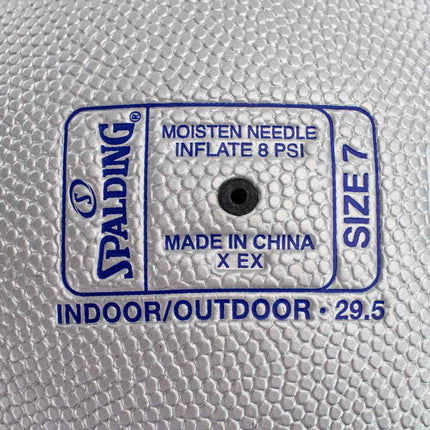 SPALDING®
MOISTEN NEEDLE
INFLATE 8 PSI
MADE IN CHINA
X EX
SIZE 7
INDOOR/OUTDOOR · 29.5